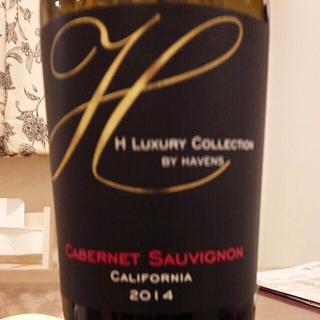 H
H LUXURY COLLECTION
BY HAVENS
CABERNET SAUVIGNON
CALIFORNIA
2014